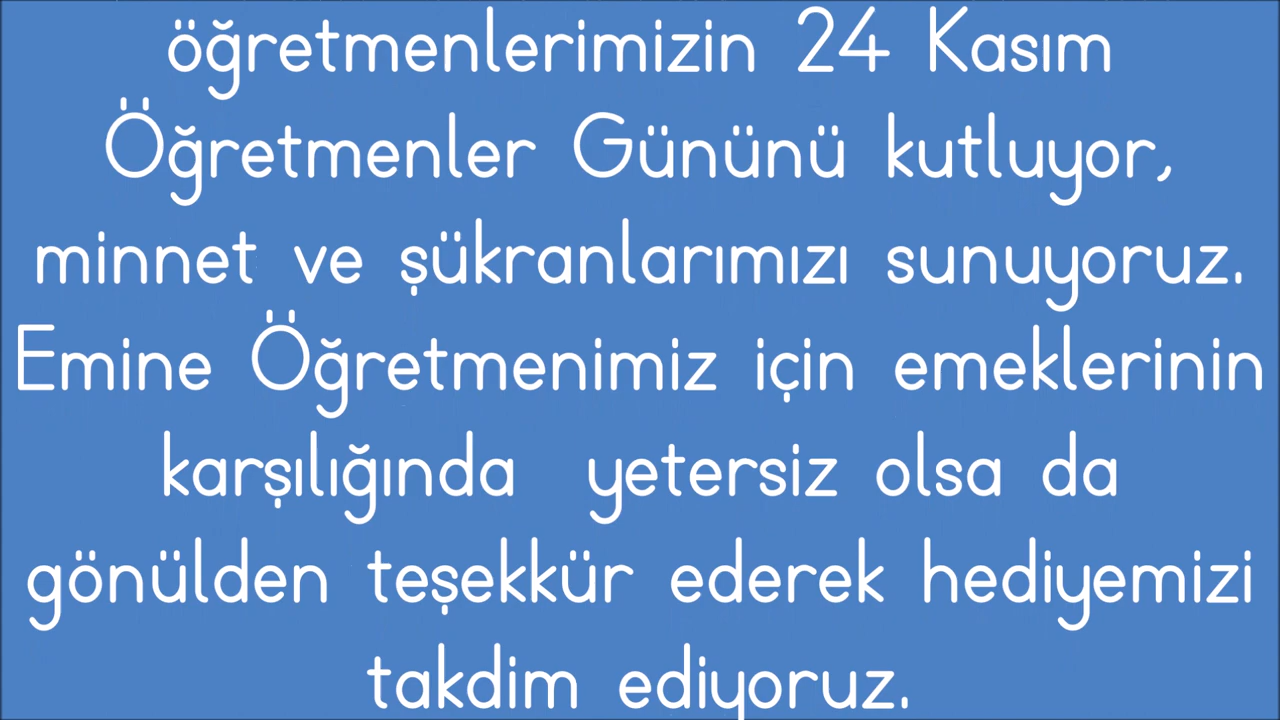 öğretmenlerimizin 24 Kasım
Öğretmenler Gününü kutluyor,
minnet ve şükranlarımızı sunuyoruz.
Emine Öğretmenimiz için emeklerinin
karşılığında yetersiz olsa da
gönülden teşekkür ederek hediyemizi
takdim ediyoruz.